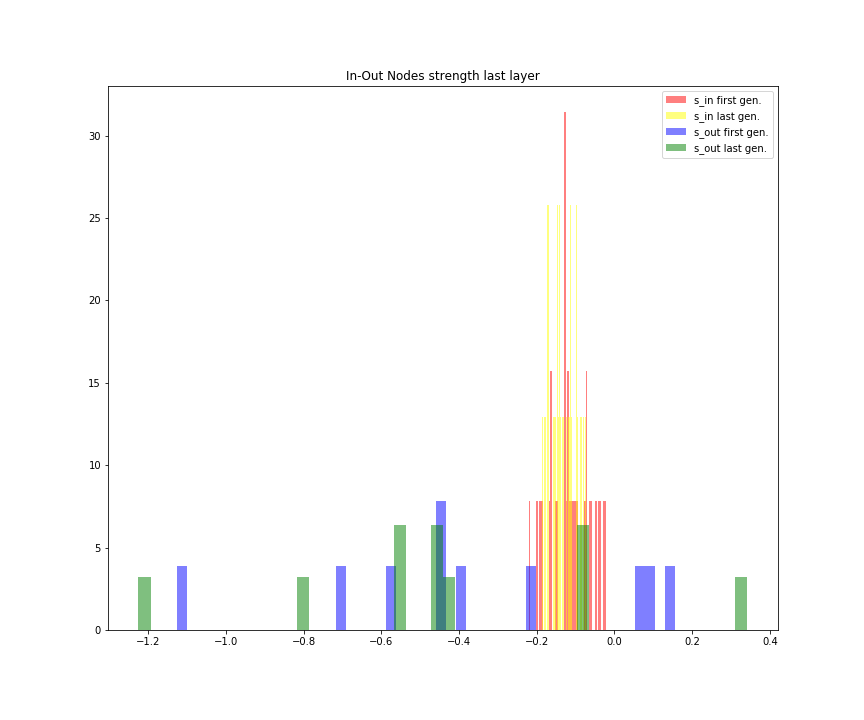 In-Out Nodes strength last layer
s_in first gen.
s_in last gen.
s_out first gen.
s_out last gen.
30
25
20
15
10
5
0
−1.2 −1.0 −0.8 −0.6 −0.4 −0.2 0.0 0.2 0.4